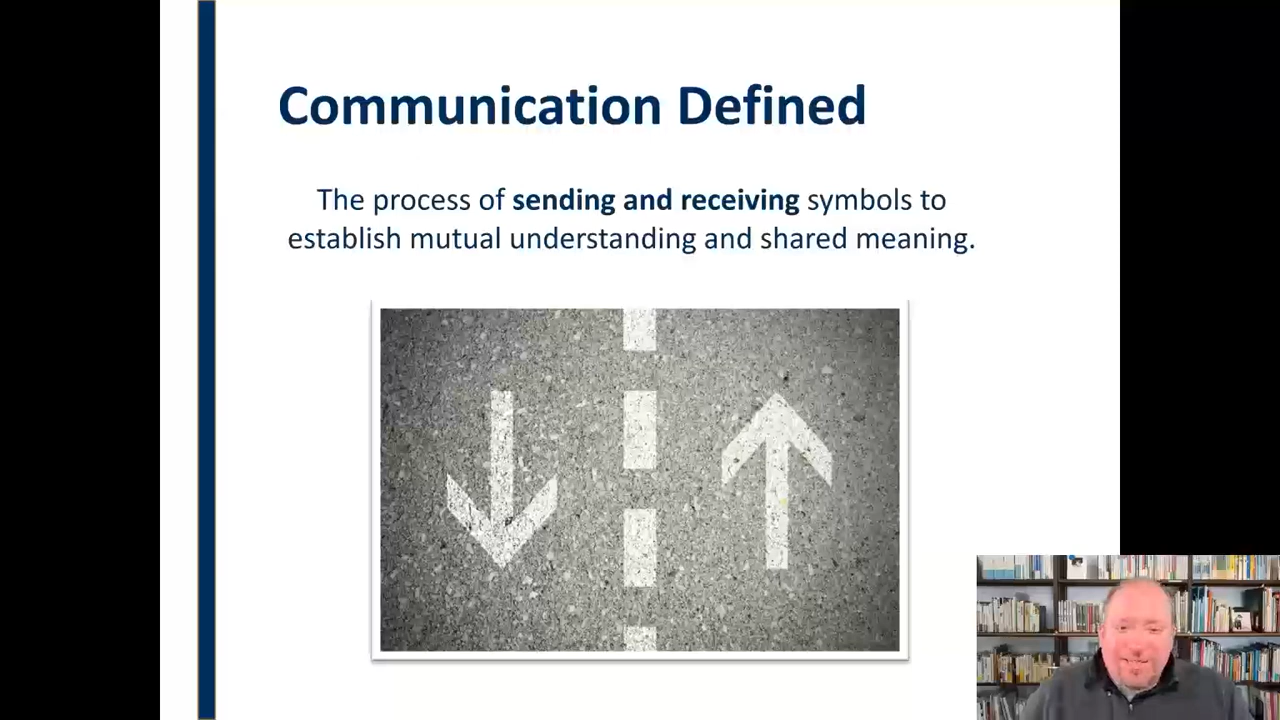 Communication Defined
The process of sending and receiving symbols to
establish mutual understanding and shared meaning.